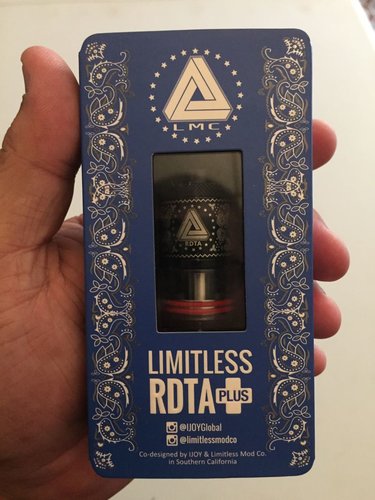 LMC
RDTA
LIMITLESS
RDTA PLUS
@IJOYGlobal
@limitlessmodco
Co-designed by IJOY & Limitless Mod Co.
in Southern California